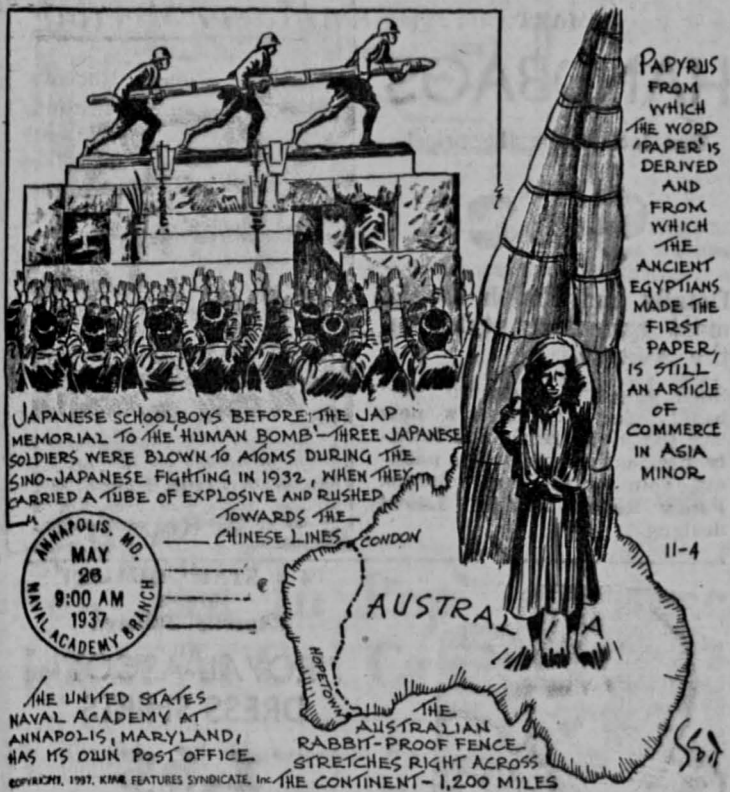 JAPANESE SCHOOLBOYS BEFORE THE JAP
MEMORIAL TO THE 'HUMAN BOMB'—THREE JAPANESE
SOLDIERS WERE BLOWN TO ATOMS DURING THE
SINO-JAPANESE FIGHTING IN 1932, WHEN THEY
CARRIED A TUBE OF EXPLOSIVE AND RUSHED
TOWARDS THE
CHINESE LINES
PAPYRUS
FROM
WHICH
THE WORD
'PAPER' IS
DERIVED
AND
FROM
WHICH
THE
ANCIENT
EGYPTIANS
MADE THE
FIRST
PAPER,
IS STILL
AN ARTICLE
OF
COMMERCE
IN ASIA
MINOR
11-4
ANNAPOLIS, MD.
MAY
26
9:00 AM
1937
NAVAL ACADEMY BRANCH
THE UNITED STATES
NAVAL ACADEMY AT
ANNAPOLIS, MARYLAND,
HAS ITS OWN POST OFFICE
CONDON
AUSTRAL A
HOPETOWN
THE
AUSTRALIAN
RABBIT-PROOF FENCE
STRETCHES RIGHT ACROSS
THE CONTINENT — 1,200 MILES
COPYRIGHT, 1937, KING FEATURES SYNDICATE, Inc.